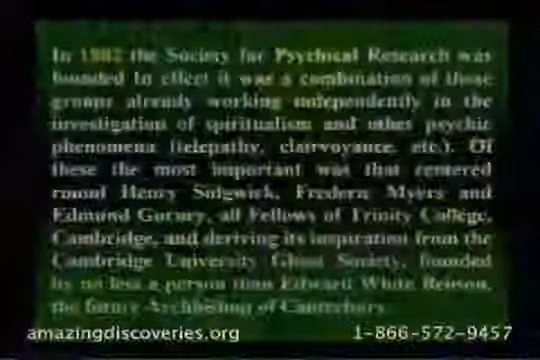 In 1882 the Society for Psychical Research was
founded In effect it was a combination of those
groups already working independently in the
investigation of spiritualism and other psychic
phenomena (telepathy, clairvoyance, etc.). Of
these the most important was that centered
round Henry Sidgwick, Frederic Myers and
Edmund Gurney, all Fellows of Trinity College,
Cambridge, and deriving its inspiration from the
Cambridge University Ghost Society, founded
by no less a person than Edward White Benson,
the future Archbishop of Canterbury.
amazingdiscoveries.org 1-866-572-9457